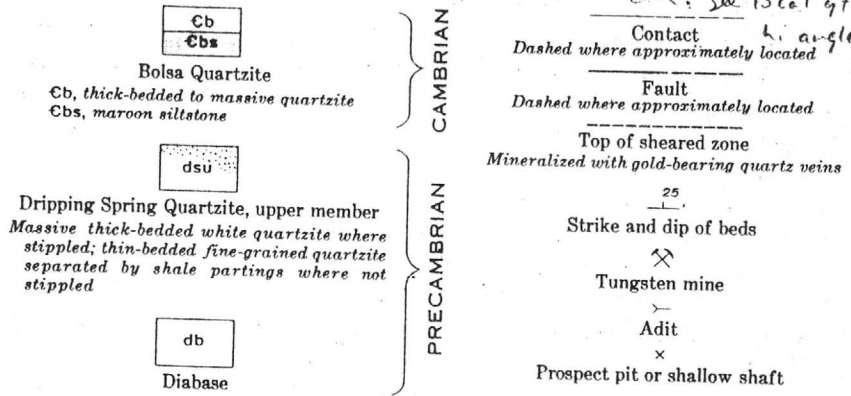 Єb
Єbs
Bolsa Quartzite
Єb, thick-bedded to massive quartzite
Єbs, maroon siltstone
CAMBRIAN
dsu
Dripping Spring Quartzite, upper member
Massive thick-bedded white quartzite where
stippled; thin-bedded fine-grained quartzite
separated by shale partings where not
stippled
db
Diabase
PRECAMBRIAN
hi angle
Contact
Dashed where approximately located
Fault
Dashed where approximately located
Top of sheared zone
Mineralized with gold-bearing quartz veins
25
Strike and dip of beds
Tungsten mine
Adit
Prospect pit or shallow shaft